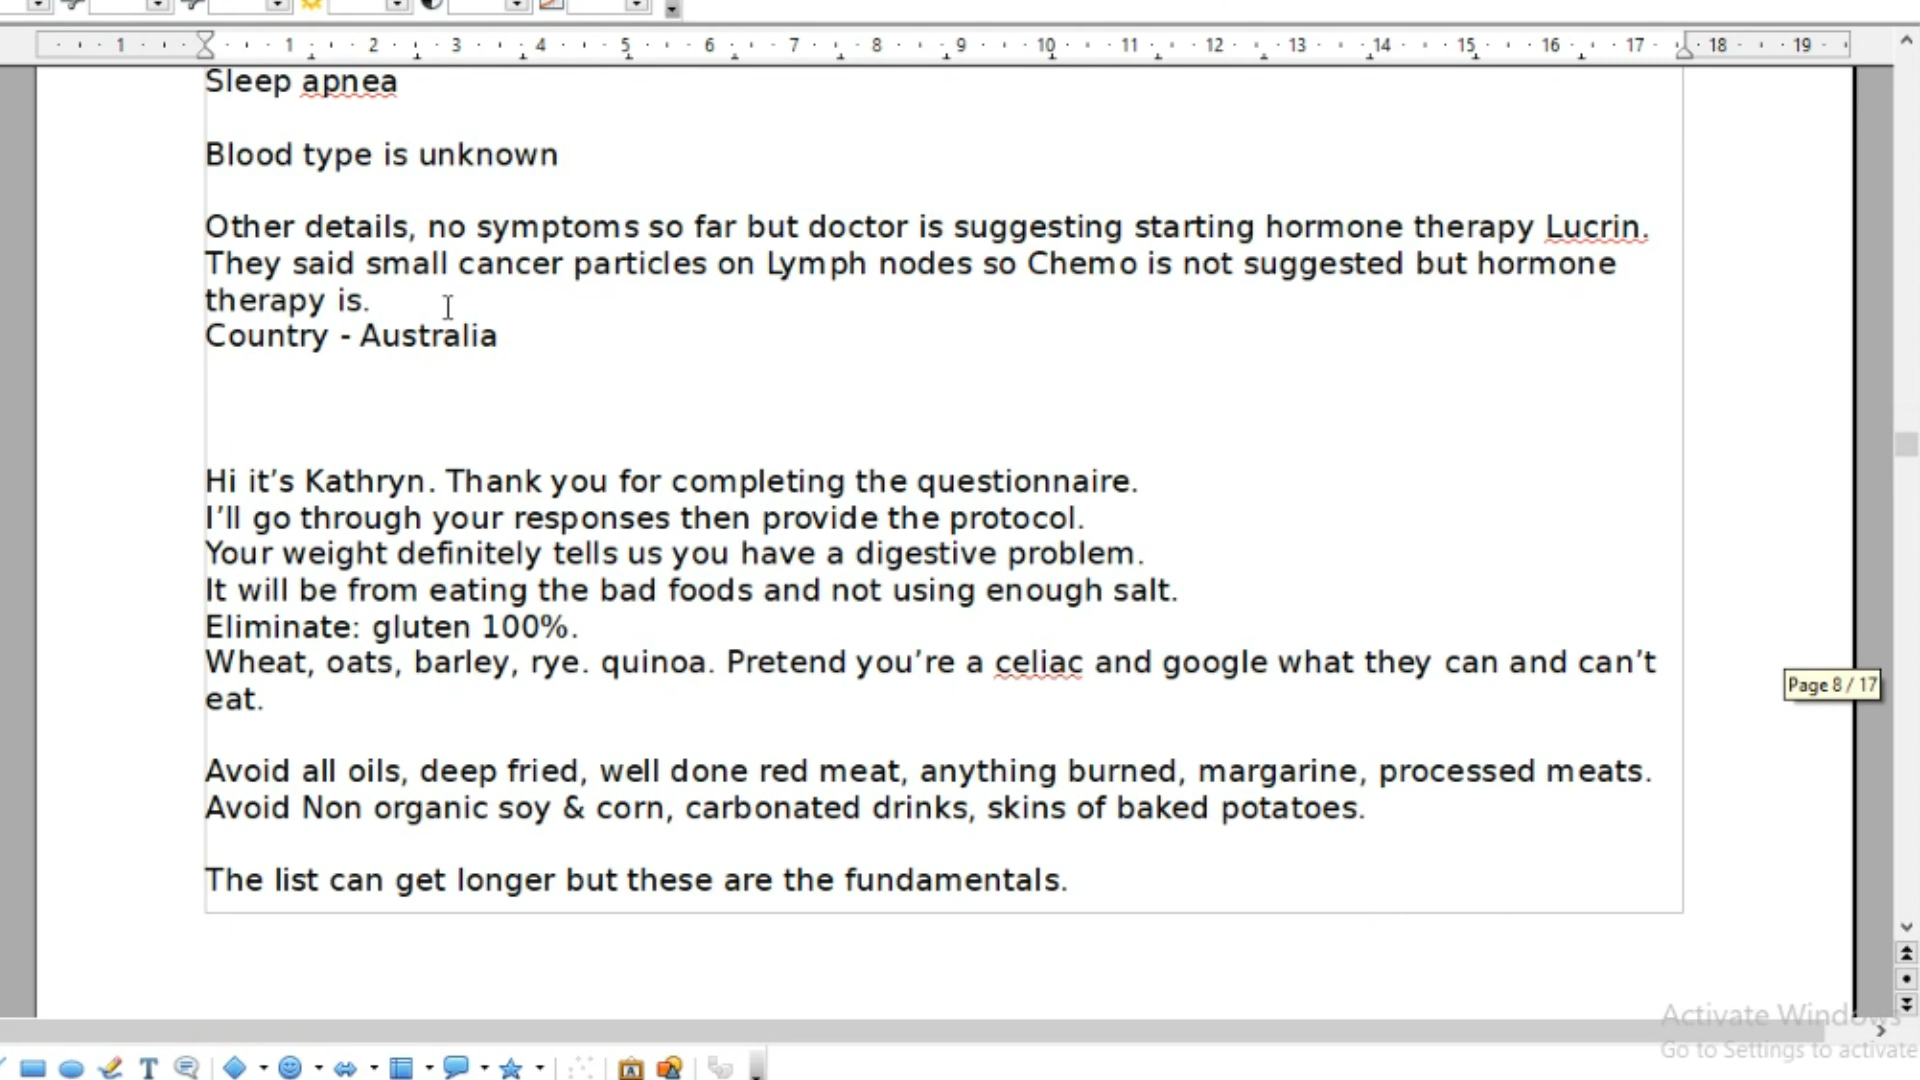 1 1 2 3 4 5 6 7 8 9 10 11 12 13 14 15 16 17 18 19
Sleep apnea
Blood type is unknown
Other details, no symptoms so far but doctor is suggesting starting hormone therapy Lucrin.
They said small cancer particles on Lymph nodes so Chemo is not suggested but hormone
therapy is.
Country - Australia
Hi it’s Kathryn. Thank you for completing the questionnaire.
I’ll go through your responses then provide the protocol.
Your weight definitely tells us you have a digestive problem.
It will be from eating the bad foods and not using enough salt.
Eliminate: gluten 100%.
Wheat, oats, barley, rye. quinoa. Pretend you’re a celiac and google what they can and can’t
eat.
Page 8 / 17
Avoid all oils, deep fried, well done red meat, anything burned, margarine, processed meats.
Avoid Non organic soy & corn, carbonated drinks, skins of baked potatoes.
The list can get longer but these are the fundamentals.
Activate Windows
Go to Settings to activate